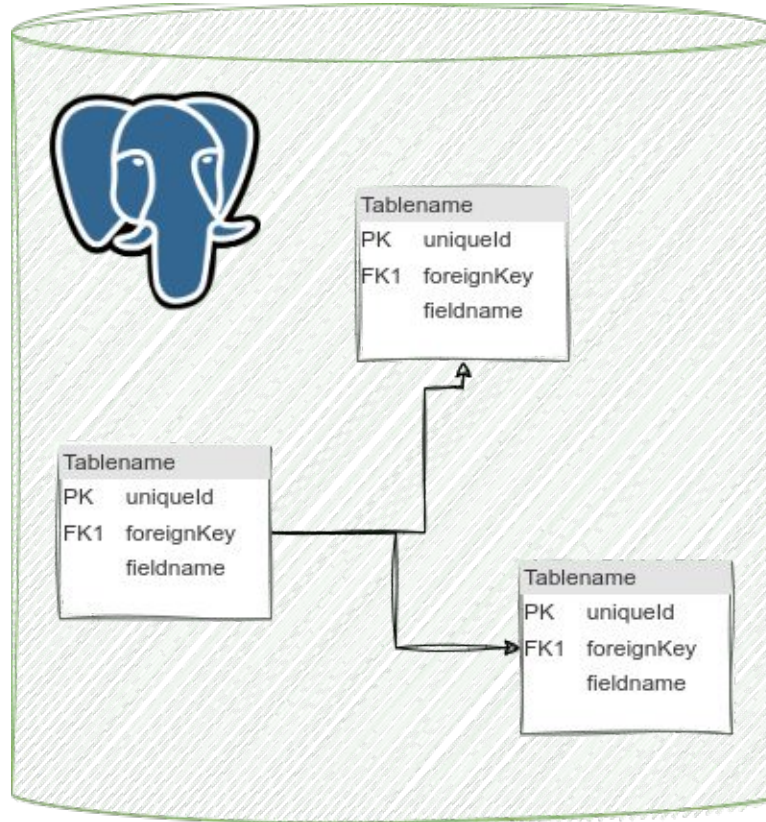 Tablename
PK uniqueId
FK1 foreignKey
fieldname
Tablename
PK uniqueId
FK1 foreignKey
fieldname
Tablename
PK uniqueId
FK1 foreignKey
fieldname